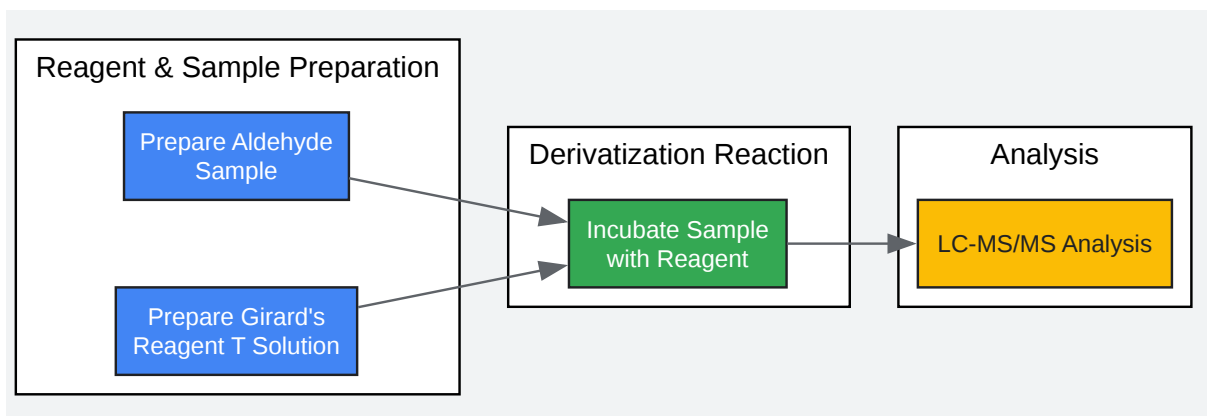 Reagent & Sample Preparation
Prepare Aldehyde
Sample
Prepare Girard's
Reagent T Solution
Derivatization Reaction
Incubate Sample
with Reagent
Analysis
LC-MS/MS Analysis